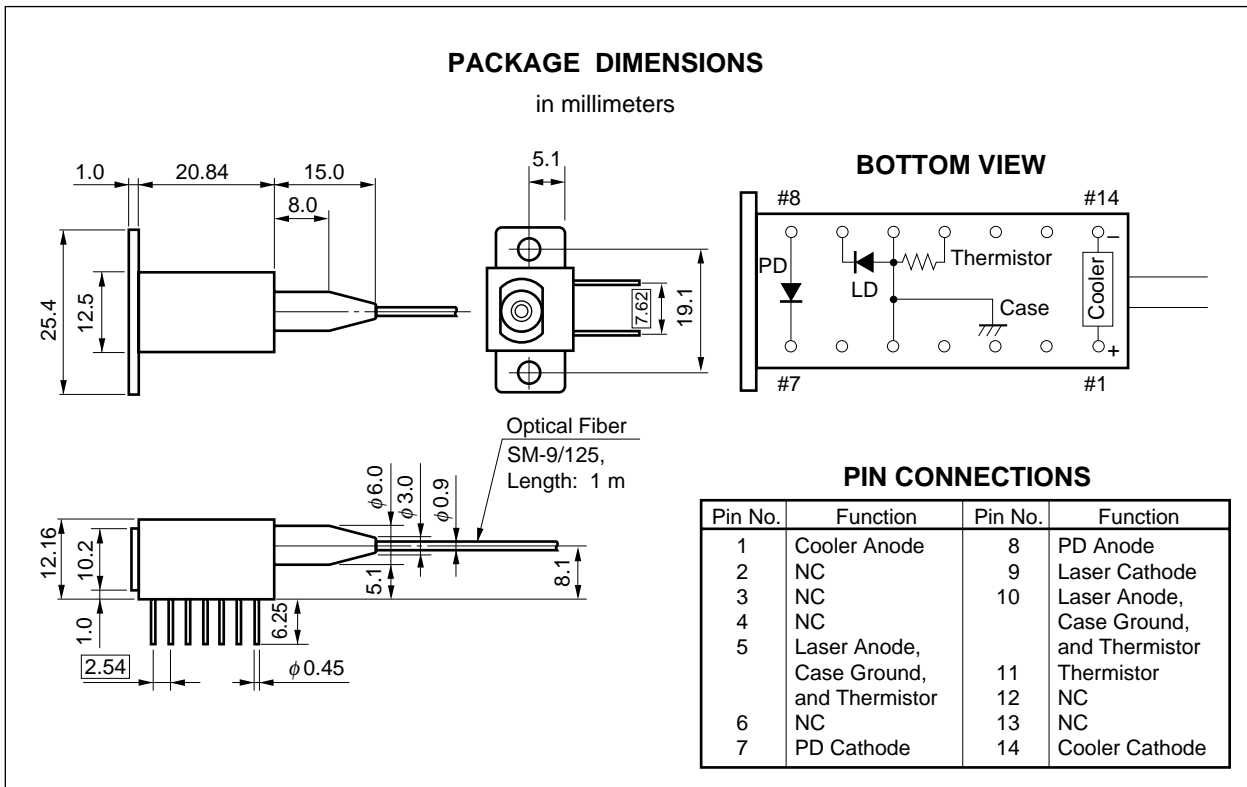 PACKAGE DIMENSIONS
in millimeters
1.0
20.84
15.0
8.0
25.4
12.5
5.1
7.62
19.1
BOTTOM VIEW
#8
#14
PD
LD
Thermistor
Case
Cooler
–
+
#7
#1
Optical Fiber
SM-9/125,
Length: 1 m
12.16
10.2
1.0
2.54
6.25
φ0.45
φ6.0
φ3.0
φ0.9
5.1
8.1
PIN CONNECTIONS
Pin No. Function Pin No. Function
1 Cooler Anode 8 PD Anode
2 NC 9 Laser Cathode
3 NC 10 Laser Anode,
4 NC Case Ground,
5 Laser Anode, and Thermistor
Case Ground, 11 Thermistor
and Thermistor 12 NC
6 NC 13 NC
7 PD Cathode 14 Cooler Cathode